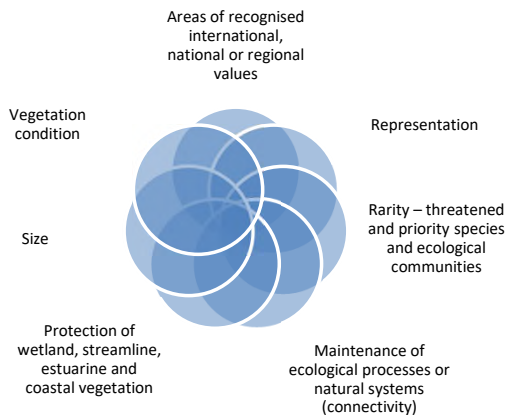 Areas of recognised
international,
national or regional
values
Representation
Rarity – threatened
and priority species
and ecological
communities
Maintenance of
ecological processes or
natural systems
(connectivity)
Protection of
wetland, streamline,
estuarine and
coastal vegetation
Size
Vegetation
condition